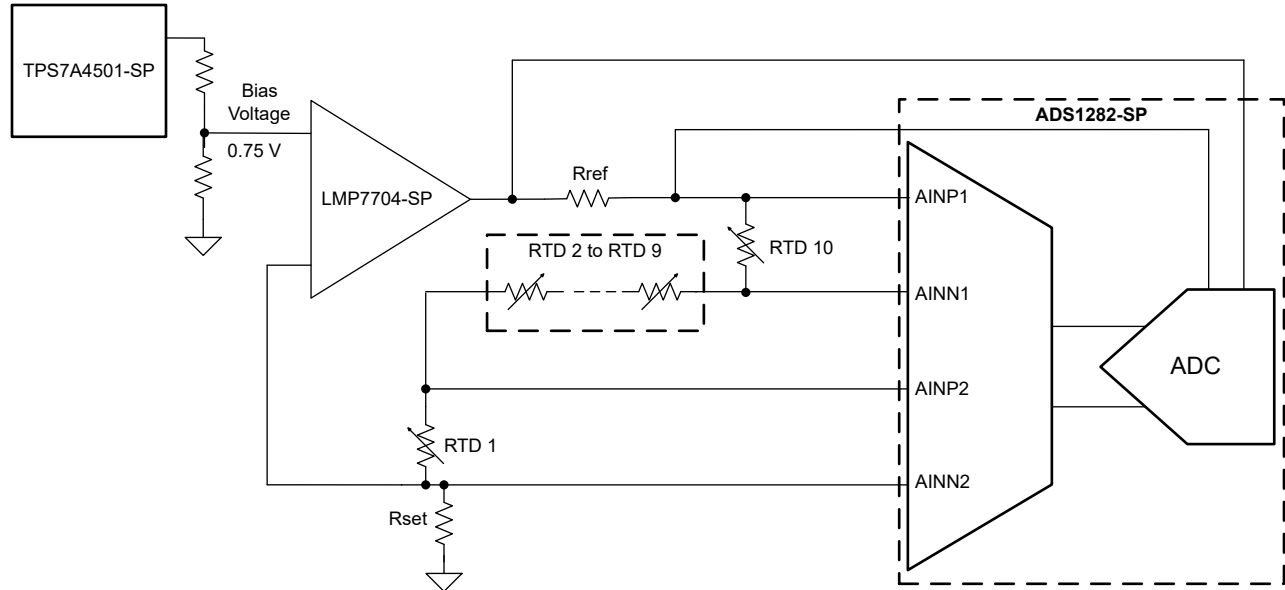 TPS7A4501-SP
Bias
Voltage
0.75 V
LMP7704-SP
Rref
RTD 2 to RTD 9
RTD 10
RTD 1
Rset
ADS1282-SP
AINP1
AINN1
AINP2
AINN2
ADC